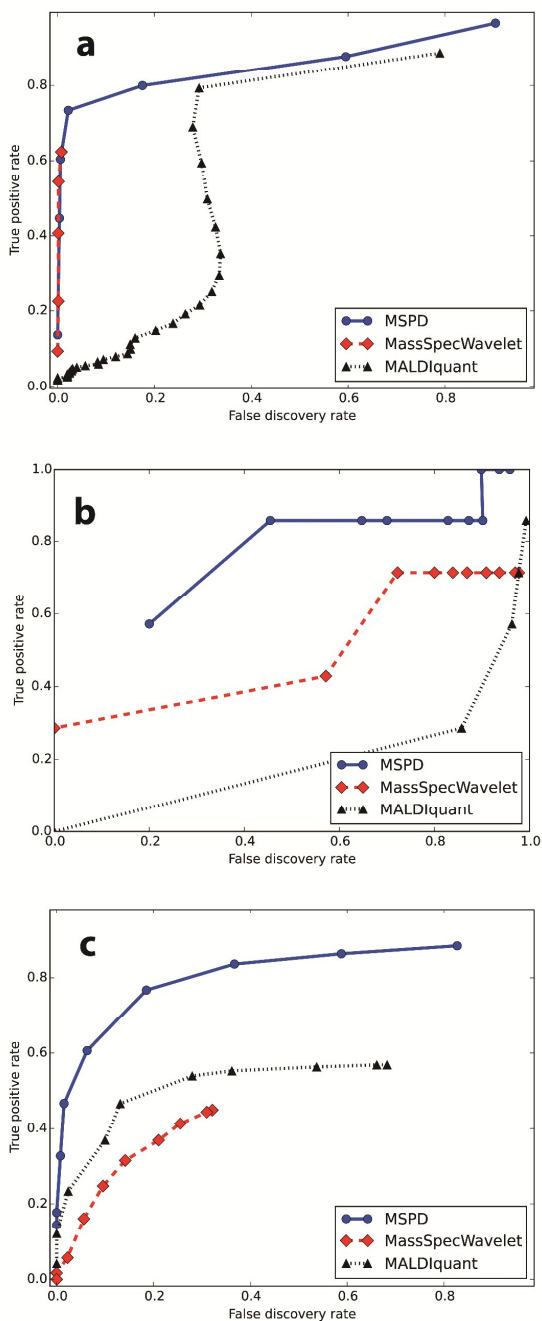 a
True positive rate
0.8
0.6
0.4
0.2
0.0
0.0 0.2 0.4 0.6 0.8
False discovery rate
MSPD
MassSpecWavelet
MALDIquant
b
True positive rate
1.0
0.8
0.6
0.4
0.2
0.0
0.0 0.2 0.4 0.6 0.8 1.0
False discovery rate
MSPD
MassSpecWavelet
MALDIquant
c
True positive rate
0.8
0.6
0.4
0.2
0.0
0.0 0.2 0.4 0.6 0.8
False discovery rate
MSPD
MassSpecWavelet
MALDIquant